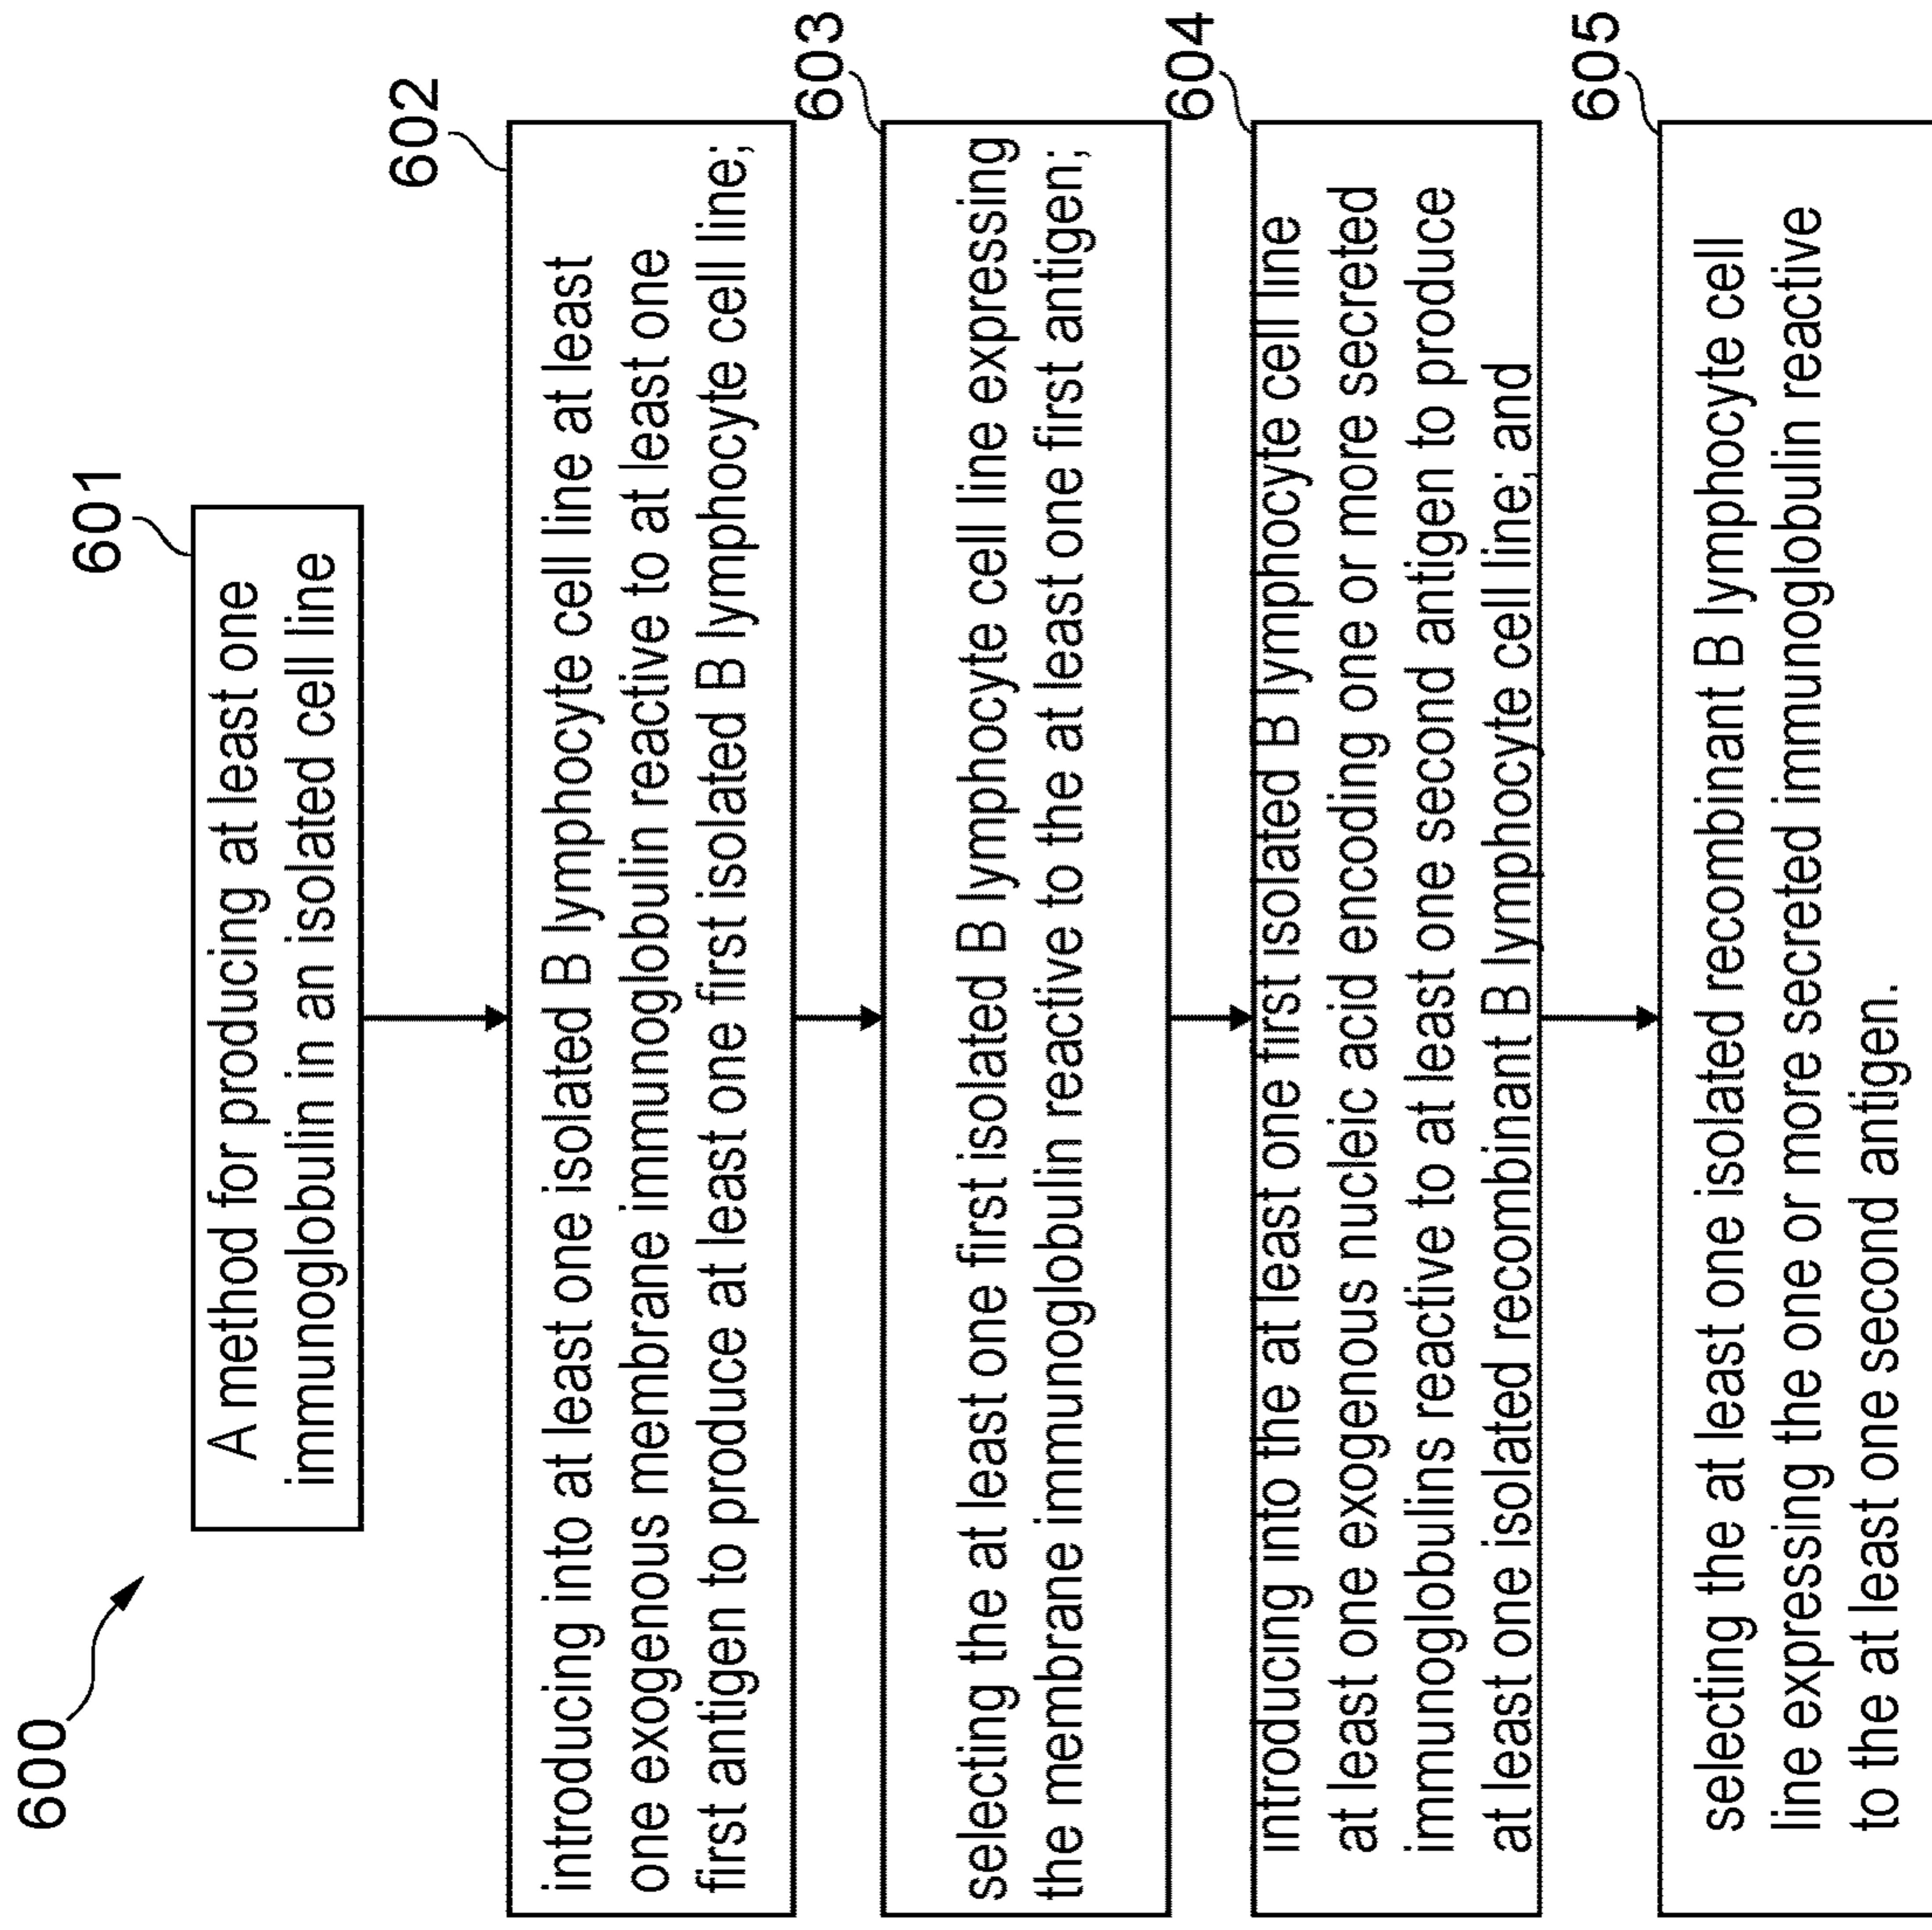 600
601
A method for producing at least one
immunoglobulin in an isolated cell line
602
introducing into at least one isolated B lymphocyte cell line at least
one exogenous membrane immunoglobulin reactive to at least one
first antigen to produce at least one first isolated B lymphocyte cell line;
603
selecting the at least one first isolated B lymphocyte cell line expressing
the membrane immunoglobulin reactive to the at least one first antigen;
604
introducing into the at least one first isolated B lymphocyte cell line
at least one exogenous nucleic acid encoding one or more secreted
immunoglobulins reactive to at least one second antigen to produce
at least one isolated recombinant B lymphocyte cell line; and
605
selecting the at least one isolated recombinant B lymphocyte cell
line expressing the one or more secreted immunoglobulin reactive
to the at least one second antigen.